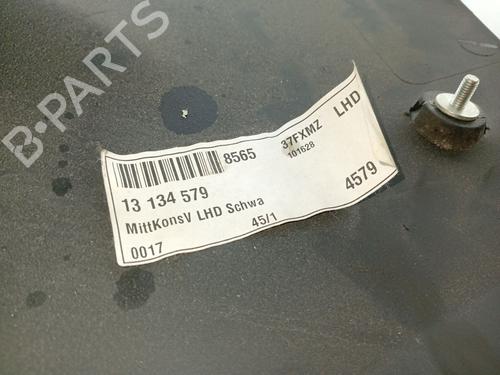 B-PARTS
8565
37FXMZ
LHD
101628
13 134 579
MittKonsV LHD Schwa
4579
0017
45/1